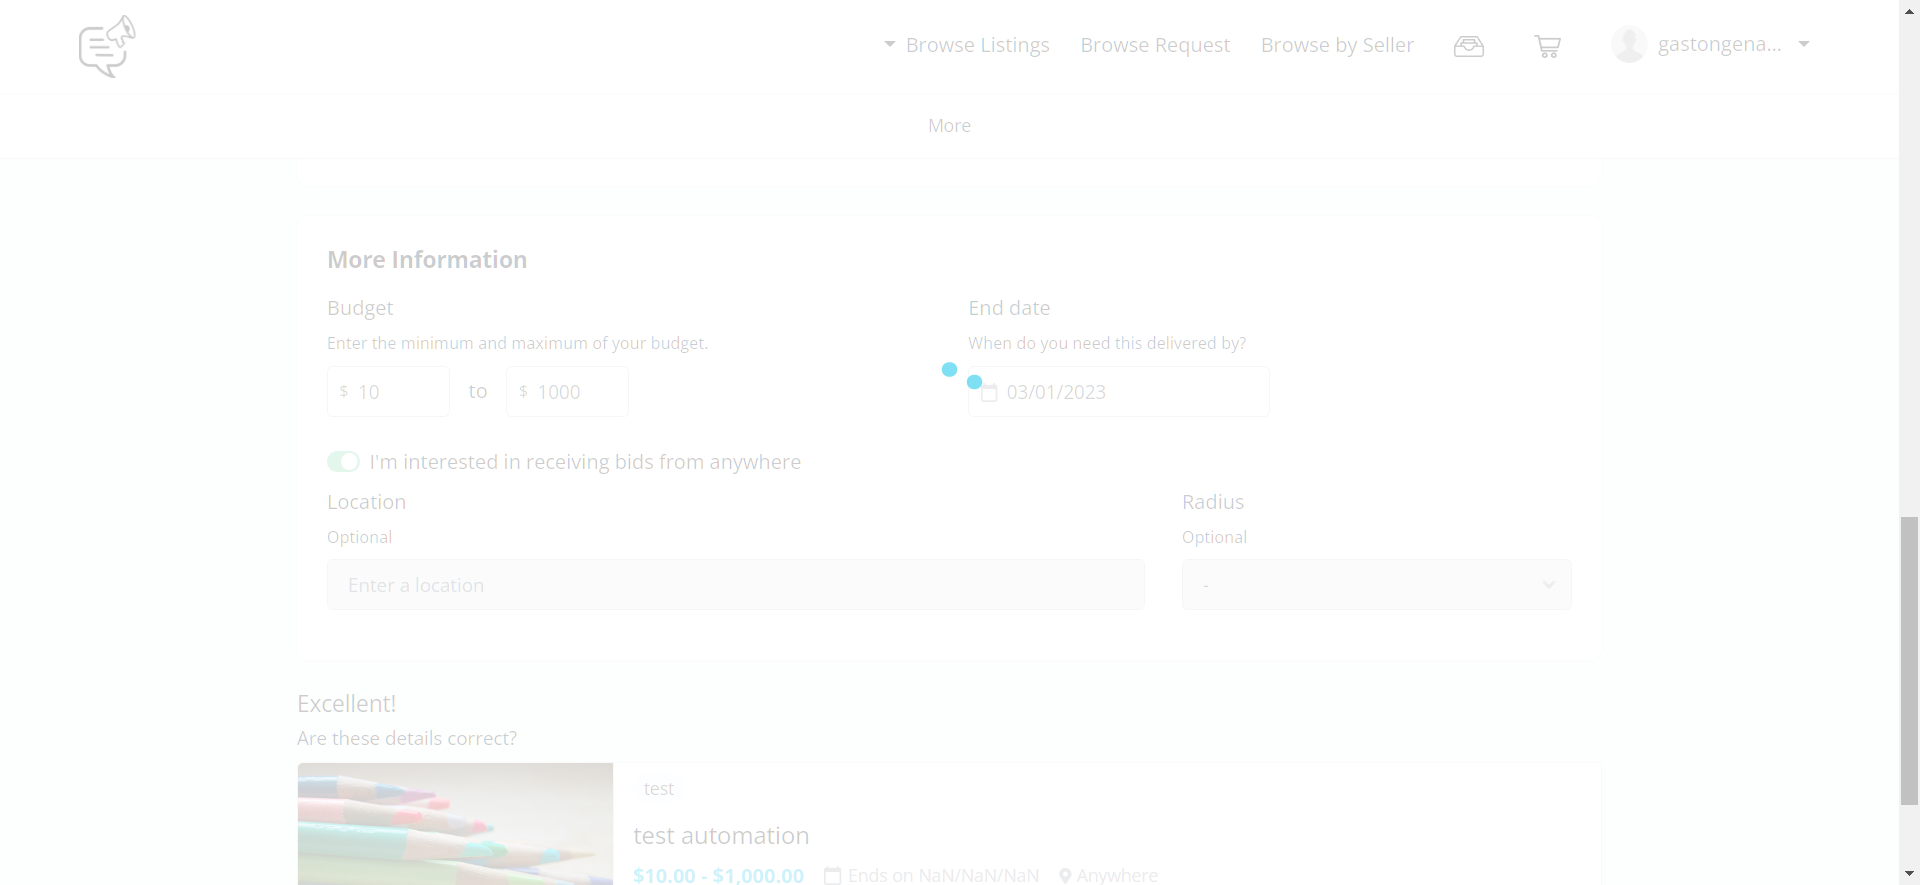 Browse Listings Browse Request Browse by Seller gastongena...
More
More Information
Budget
Enter the minimum and maximum of your budget.
$ 10 to $ 1000
End date
When do you need this delivered by?
03/01/2023
I'm interested in receiving bids from anywhere
Location
Optional
Enter a location
Radius
Optional
-
Excellent!
Are these details correct?
test
test automation
$10.00 - $1,000.00 Ends on NaN/NaN/NaN Anywhere